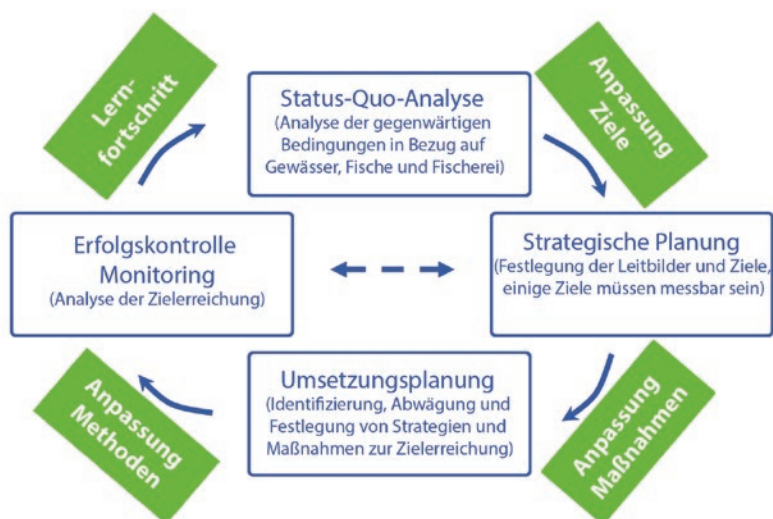 Lern-
fortschritt
Status-Quo-Analyse
(Analyse der gegenwärtigen
Bedingungen in Bezug auf
Gewässer, Fische und Fischerei)
Anpassung
Ziele
Erfolgskontrolle
Monitoring
(Analyse der Zielerreichung)
Strategische Planung
(Festlegung der Leitbilder und Ziele,
einige Ziele müssen messbar sein)
Anpassung
Methoden
Umsetzungsplanung
(Identifizierung, Abwägung und
Festlegung von Strategien und
Maßnahmen zur Zielerreichung)
Anpassung
Maßnahmen